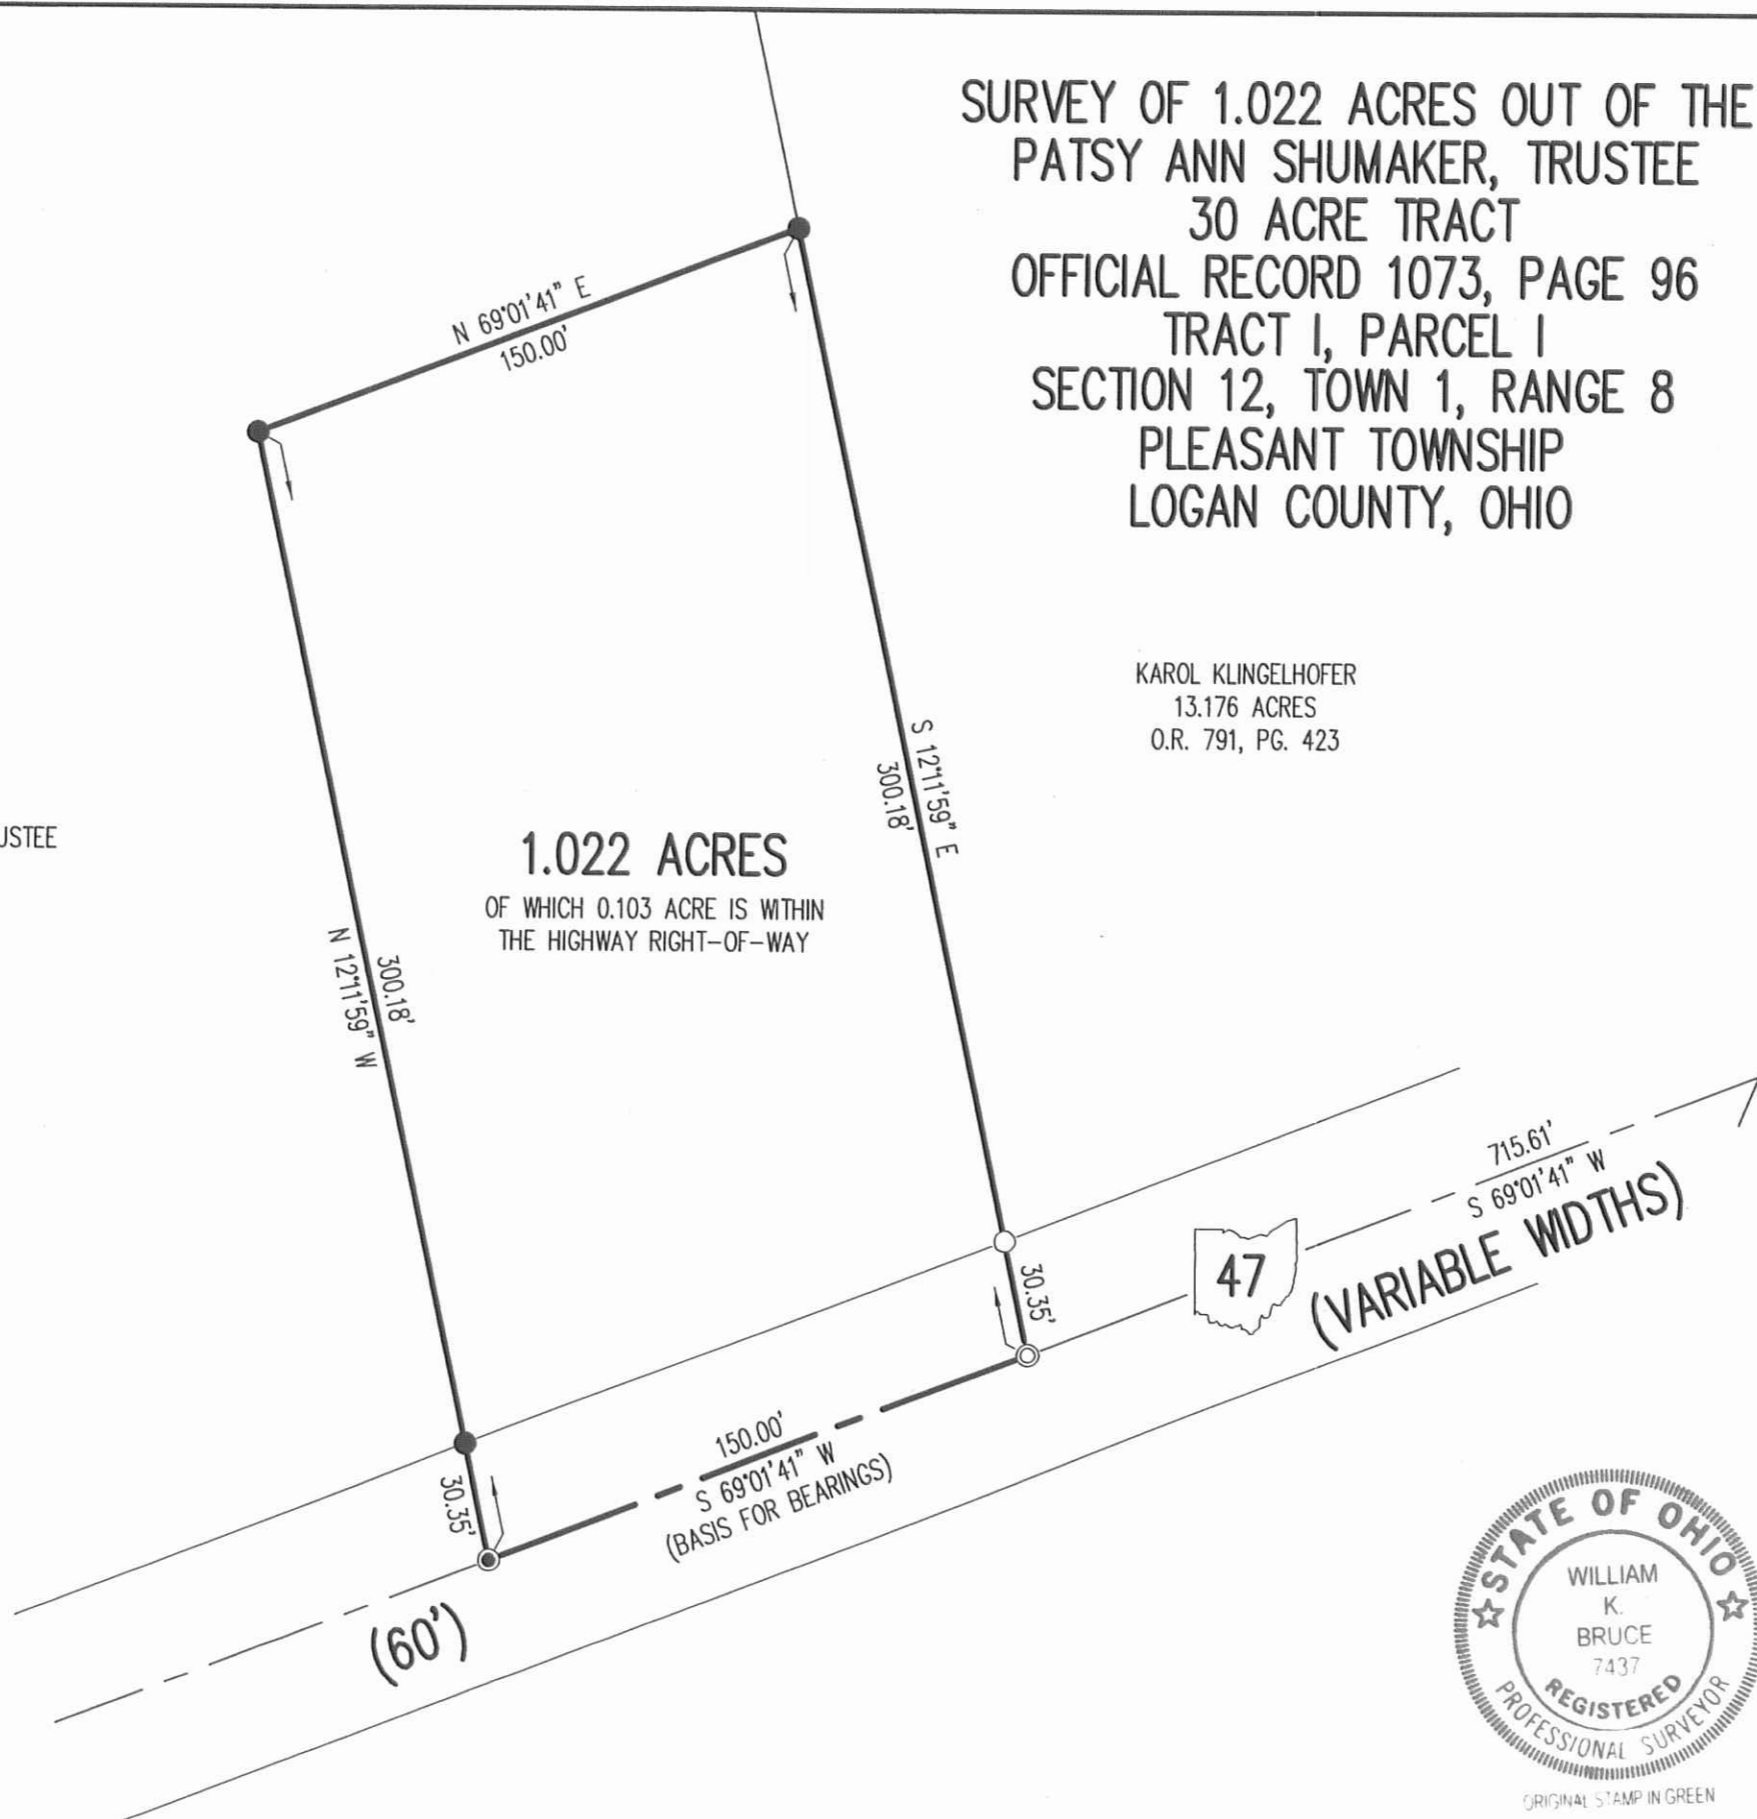 SURVEY OF 1.022 ACRES OUT OF THE
PATSY ANN SHUMAKER, TRUSTEE
30 ACRE TRACT
OFFICIAL RECORD 1073, PAGE 96
TRACT I, PARCEL I
SECTION 12, TOWN 1, RANGE 8
PLEASANT TOWNSHIP
LOGAN COUNTY, OHIO
N 69°01'41" E
150.00'
KAROL KLINGELHOFER
13.176 ACRES
O.R. 791, PG. 423
S 12°11'59" E
300.18'
USTEE
1.022 ACRES
OF WHICH 0.103 ACRE IS WITHIN
THE HIGHWAY RIGHT-OF-WAY
300.18'
N 12°11'59" W
715.61'
S 69°01'41" W
(VARIABLE WIDTHS)
47
30.35'
150.00'
S 69°01'41" W
(BASIS FOR BEARINGS)
30.35'
(60')
STATE OF OHIO
WILLIAM
K.
BRUCE
7437
REGISTERED
PROFESSIONAL SURVEYOR
ORIGINAL STAMP IN GREEN